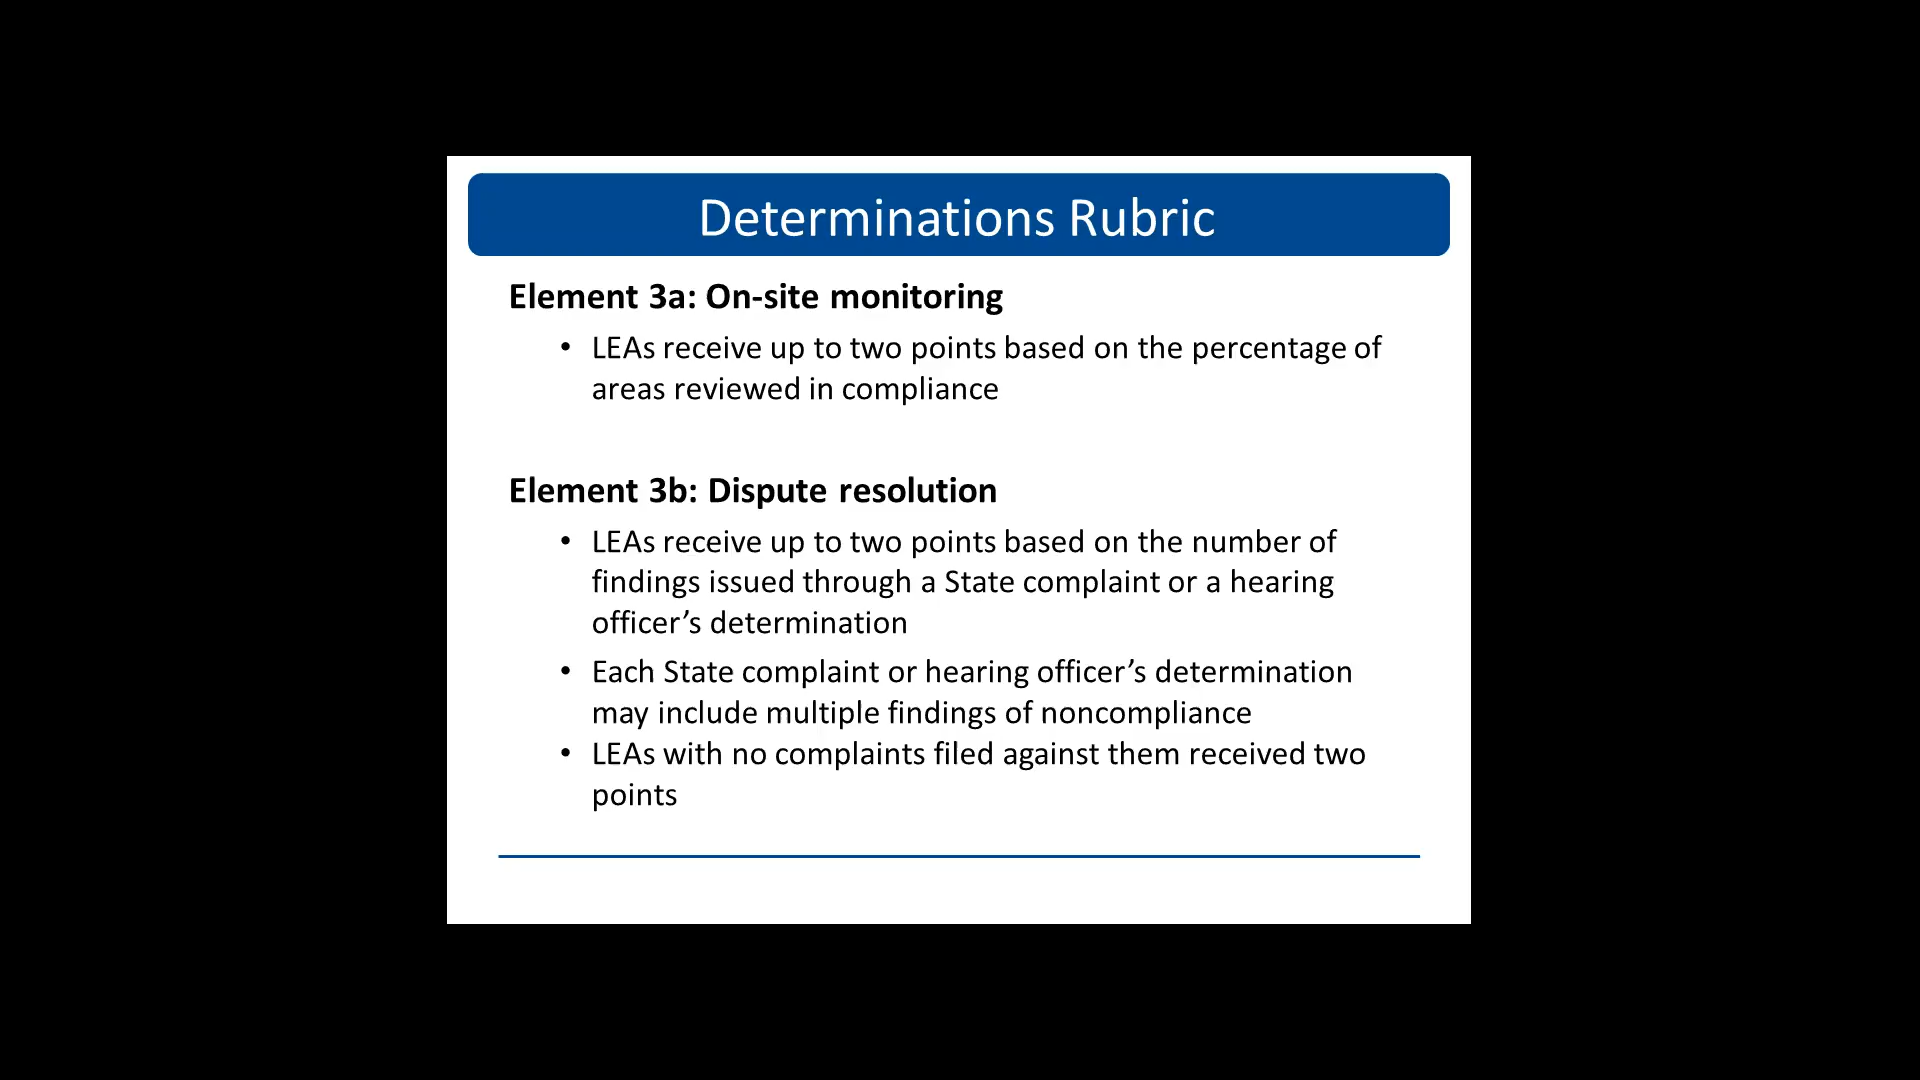 Determinations Rubric
Element 3a: On-site monitoring
• LEAs receive up to two points based on the percentage of
areas reviewed in compliance
Element 3b: Dispute resolution
• LEAs receive up to two points based on the number of
findings issued through a State complaint or a hearing
officer’s determination
• Each State complaint or hearing officer’s determination
may include multiple findings of noncompliance
• LEAs with no complaints filed against them received two
points